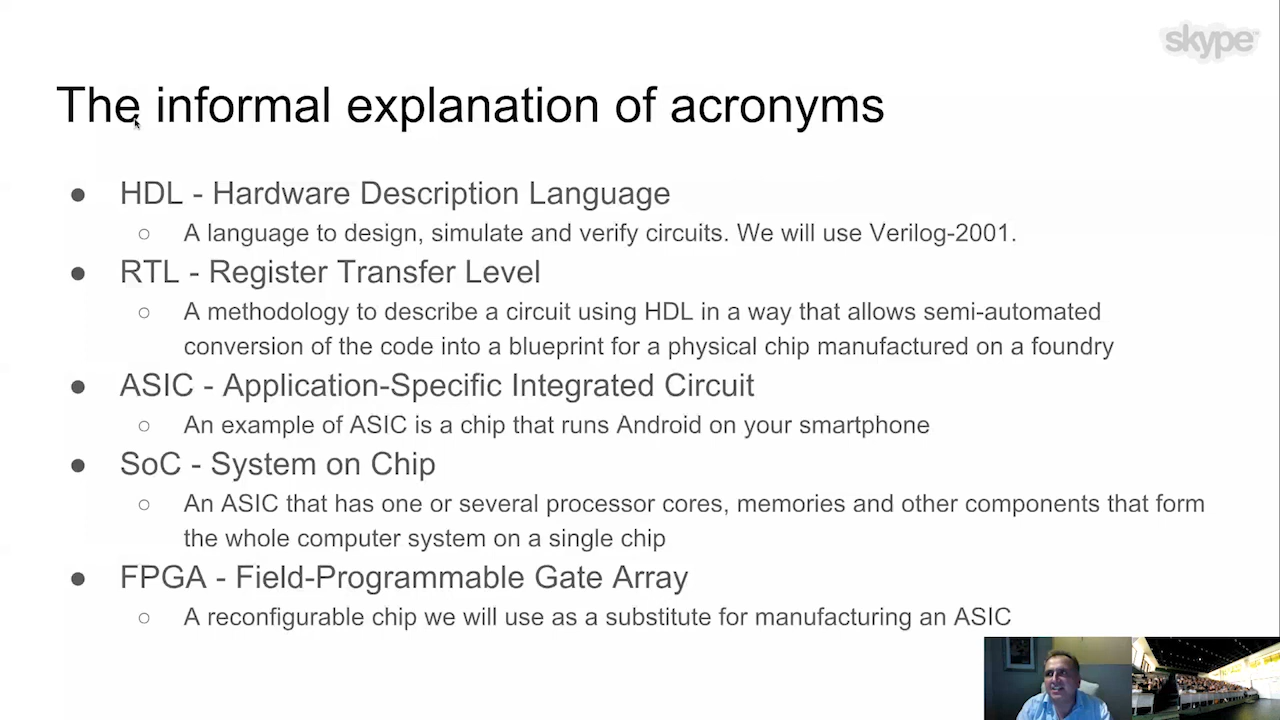 skype
The informal explanation of acronyms
● HDL - Hardware Description Language
○ A language to design, simulate and verify circuits. We will use Verilog-2001.
● RTL - Register Transfer Level
○ A methodology to describe a circuit using HDL in a way that allows semi-automated
conversion of the code into a blueprint for a physical chip manufactured on a foundry
● ASIC - Application-Specific Integrated Circuit
○ An example of ASIC is a chip that runs Android on your smartphone
● SoC - System on Chip
○ An ASIC that has one or several processor cores, memories and other components that form
the whole computer system on a single chip
● FPGA - Field-Programmable Gate Array
○ A reconfigurable chip we will use as a substitute for manufacturing an ASIC